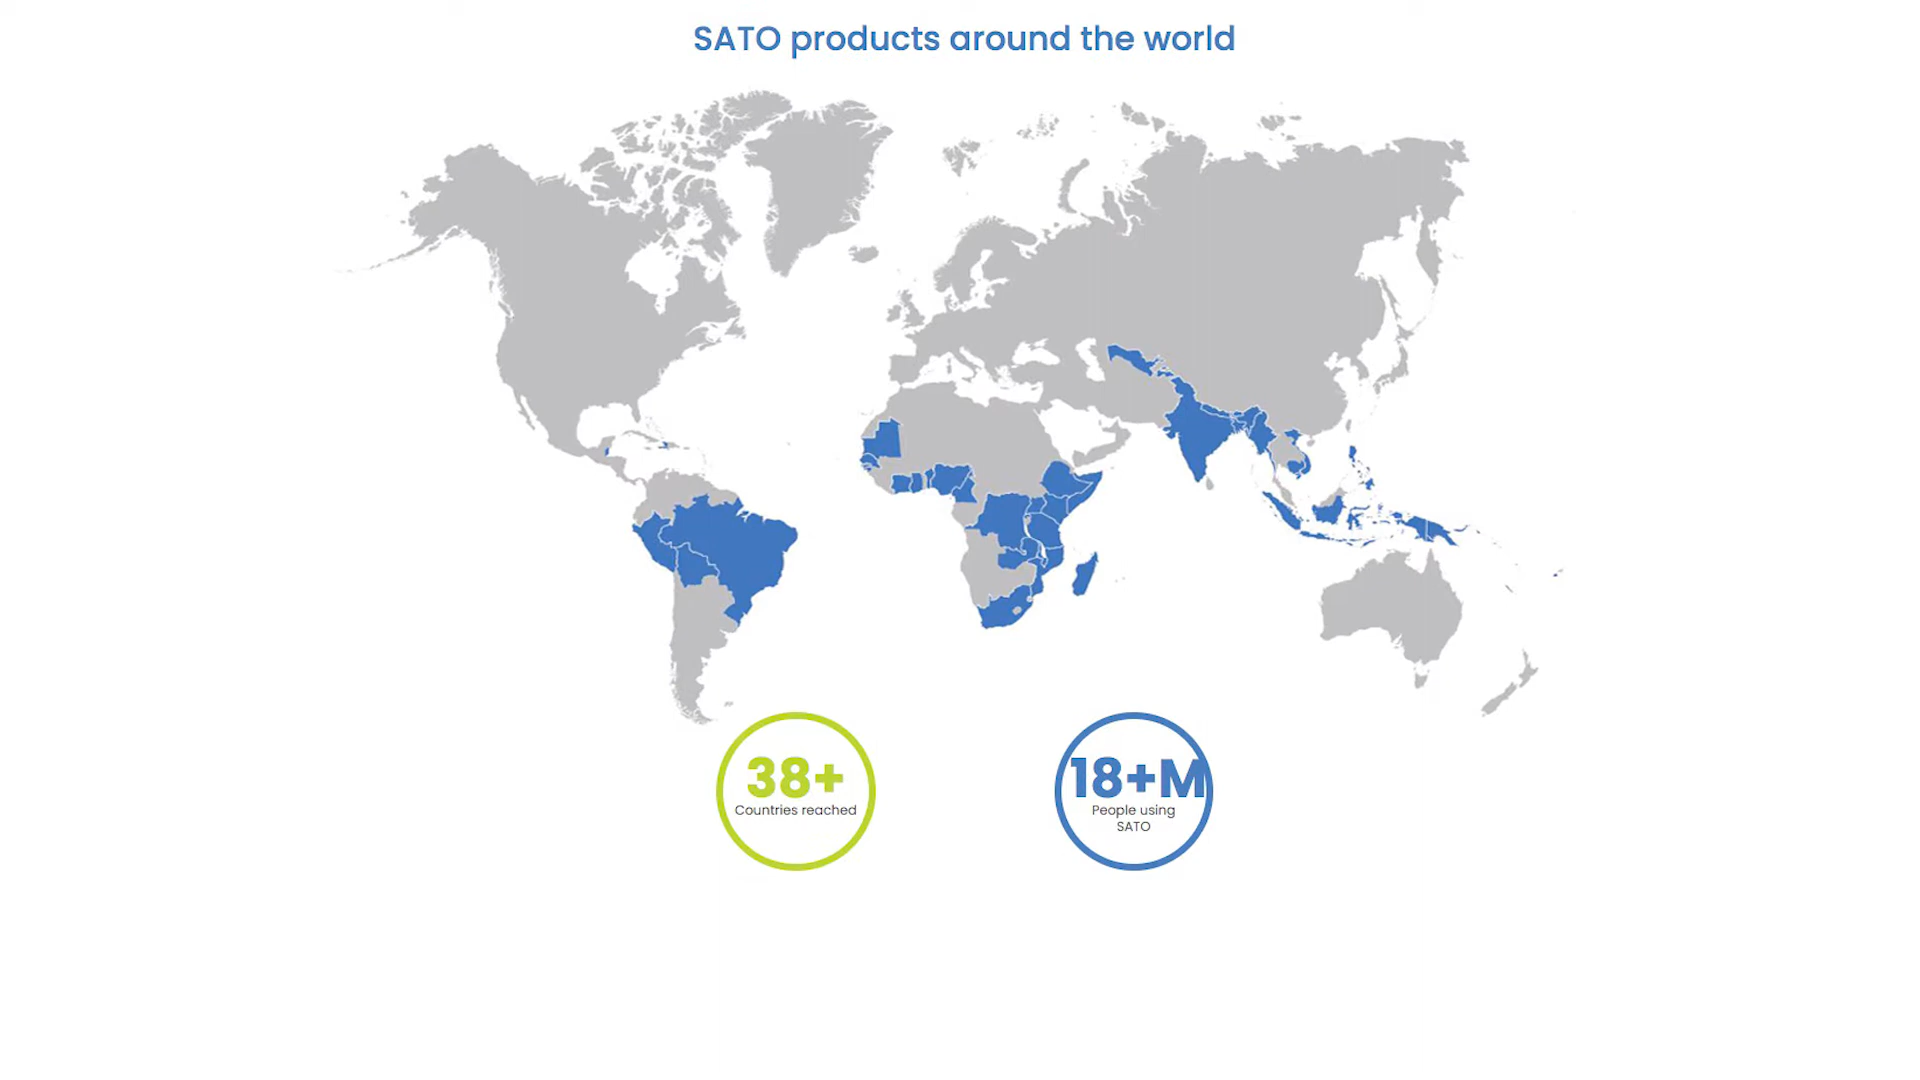 SATO products around the world
38+
Countries reached
18+M
People using
SATO